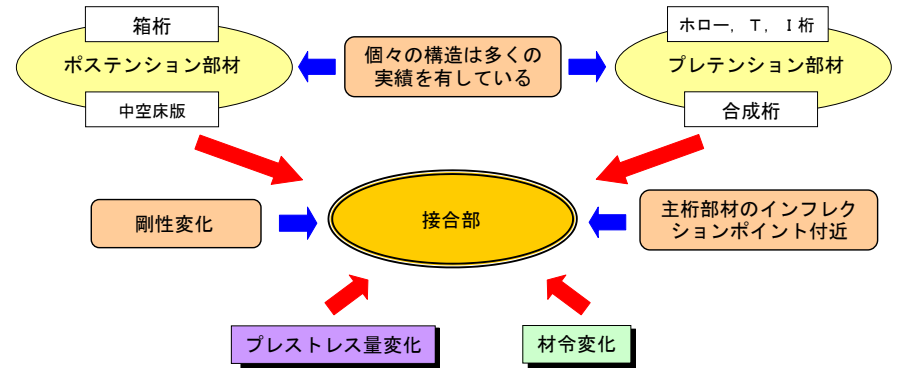 箱桁
ポステンション部材
中空床版
個々の構造は多くの
実績を有している
ホロー，Ｔ，Ｉ桁
プレテンション部材
合成桁
剛性変化
接合部
主桁部材のインフレク
ションポイント付近
プレストレス量変化
材令変化